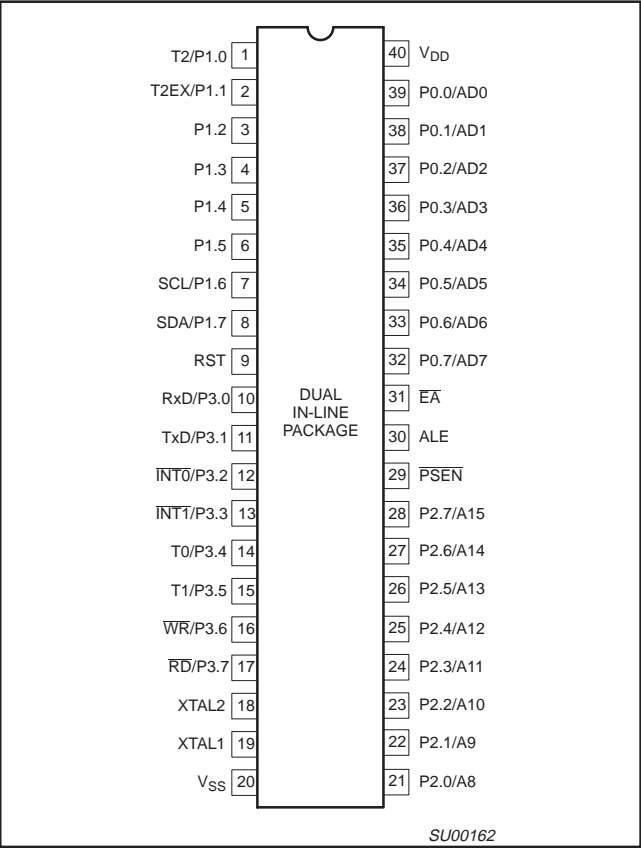 T2/P1.0 1 40 VDD
T2EX/P1.1 2 39 P0.0/AD0
P1.2 3 38 P0.1/AD1
P1.3 4 37 P0.2/AD2
P1.4 5 36 P0.3/AD3
P1.5 6 35 P0.4/AD4
SCL/P1.6 7 34 P0.5/AD5
SDA/P1.7 8 33 P0.6/AD6
RST 9 32 P0.7/AD7
RxD/P3.0 10 31 E̅A̅
DUAL
IN-LINE
PACKAGE
TxD/P3.1 11 30 ALE
I̅N̅T̅0̅/P3.2 12 29 P̅S̅E̅N̅
I̅N̅T̅1̅/P3.3 13 28 P2.7/A15
T0/P3.4 14 27 P2.6/A14
T1/P3.5 15 26 P2.5/A13
W̅R̅/P3.6 16 25 P2.4/A12
R̅D̅/P3.7 17 24 P2.3/A11
XTAL2 18 23 P2.2/A10
XTAL1 19 22 P2.1/A9
VSS 20 21 P2.0/A8
SU00162